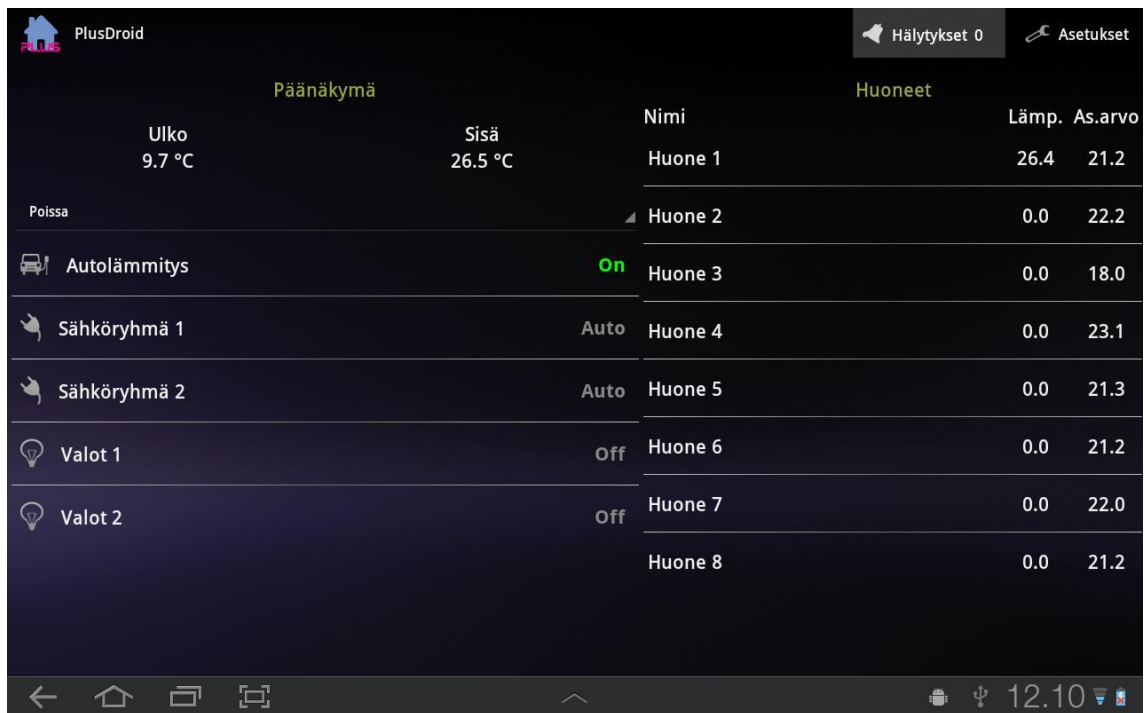 PLUS
PlusDroid
Hälytykset 0
Asetukset
Päänäkymä
Ulko Sisä
9.7 °C 26.5 °C
Poissa
Autolämmitys On
Sähköryhmä 1 Auto
Sähköryhmä 2 Auto
Valot 1 Off
Valot 2 Off
Huoneet
Nimi Lämp. As.arvo
Huone 1 26.4 21.2
Huone 2 0.0 22.2
Huone 3 0.0 18.0
Huone 4 0.0 23.1
Huone 5 0.0 21.3
Huone 6 0.0 21.2
Huone 7 0.0 22.0
Huone 8 0.0 21.2
12.10